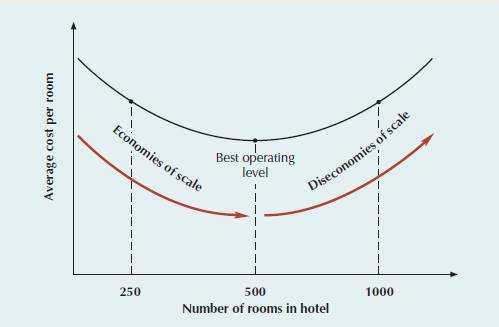 Average cost per room
Economies of scale
Best operating
level
Diseconomies of scale
250
500
1000
Number of rooms in hotel